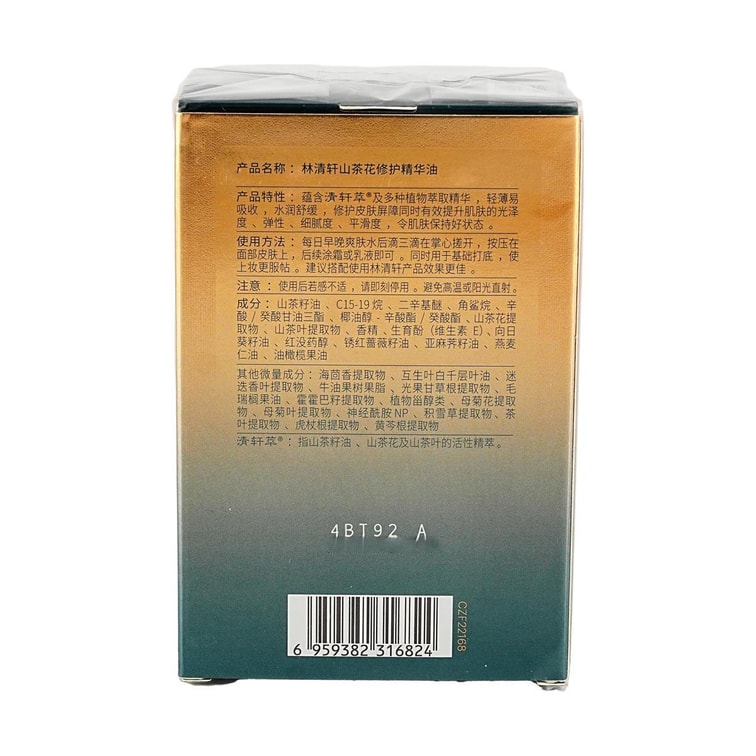 产品名称：林清轩山茶花修护精华油
产品特性：蕴含清轩萃®及多种植物萃取精华，轻薄易
吸收，水润舒缓，修护皮肤屏障同时有效提升肌肤的光泽
度、弹性、细腻度、平滑度，令肌肤保持好状态。
使用方法：每日早晚爽肤水后滴三滴在掌心搓开，按压在
面部皮肤上，后续涂霜或乳液即可。同时用于基础打底，使
上妆更服帖。建议搭配使用林清轩产品效果更佳。
注意：使用后若感不适，请即刻停用。避免高温或阳光直射。
成分：山茶籽油、C15-19 烷、二辛基醚、角鲨烷、辛
酸 / 癸酸甘油三酯、椰油醇 - 辛酸酯 / 癸酸酯、山茶花提
取物、山茶叶提取物、香精、生育酚（维生素 E）、向日
葵籽油、红没药醇、锈红蔷薇籽油、亚麻荠籽油、燕麦
仁油、油橄榄果油
其他微量成分：海茴香提取物、互生叶白千层叶油、迷
迭香叶提取物、牛油果树果脂、光果甘草根提取物、毛
瑞榈果油、霍霍巴籽提取物、植物甾醇类、母菊花提取
物、母菊叶提取物、神经酰胺 NP、积雪草提取物、茶
叶提取物、虎杖根提取物、黄芩根提取物
清轩萃®：指山茶籽油、山茶花及山茶叶的活性精萃。
4BT92 A
CZF22168
6 959382 316824